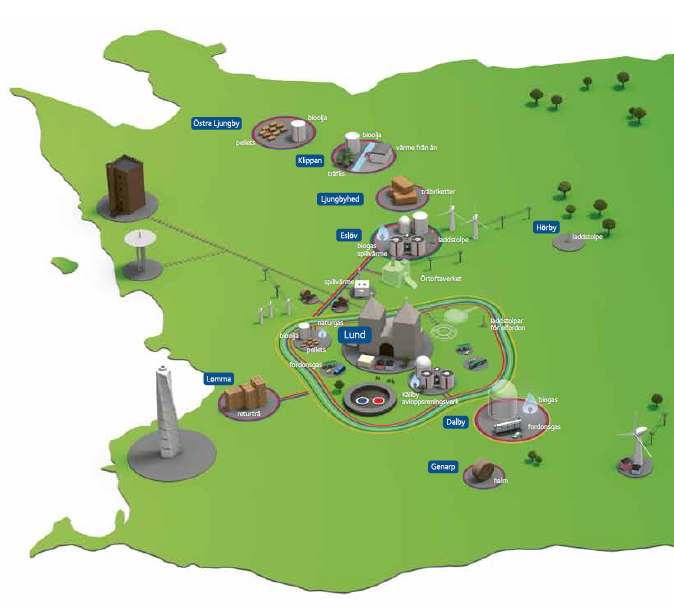 Östra Ljungby
bioolja
pellets
bioolja
Klippan
värme från ån
träflis
Ljungbyhed
träbriketter
Eslöv
laddstolpe
biogas
spillvärme
Hörby
laddstolpe
Örtoftaverket
spillvärme
naturgas
bioolja
Lund
laddstolpar
för elfordon
pellets
fordonsgas
Källby
avloppsreningsverk
Lomma
returträ
biogas
Dalby
fordonsgas
Genarp
halm